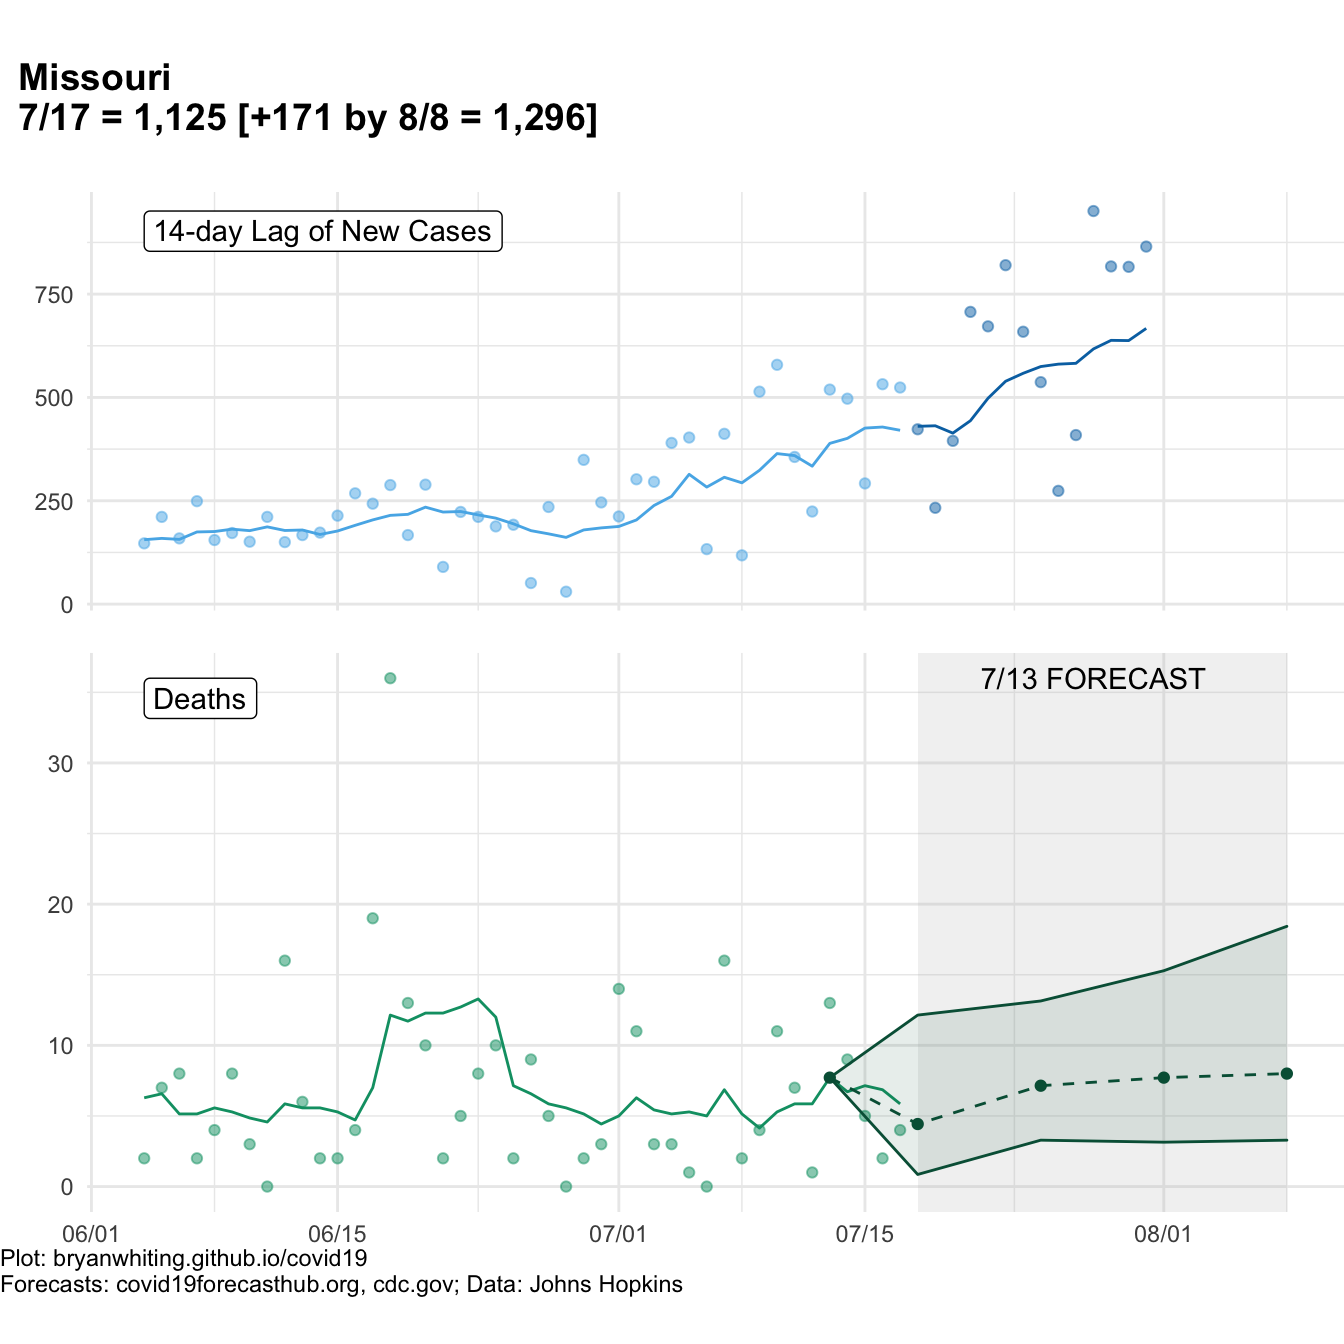 Missouri
7/17 = 1,125 [+171 by 8/8 = 1,296]
14-day Lag of New Cases
750
500
250
0
Deaths
7/13 FORECAST
30
20
10
0
06/01 06/15 07/01 07/15 08/01
Plot: bryanwhiting.github.io/covid19
Forecasts: covid19forecasthub.org, cdc.gov; Data: Johns Hopkins